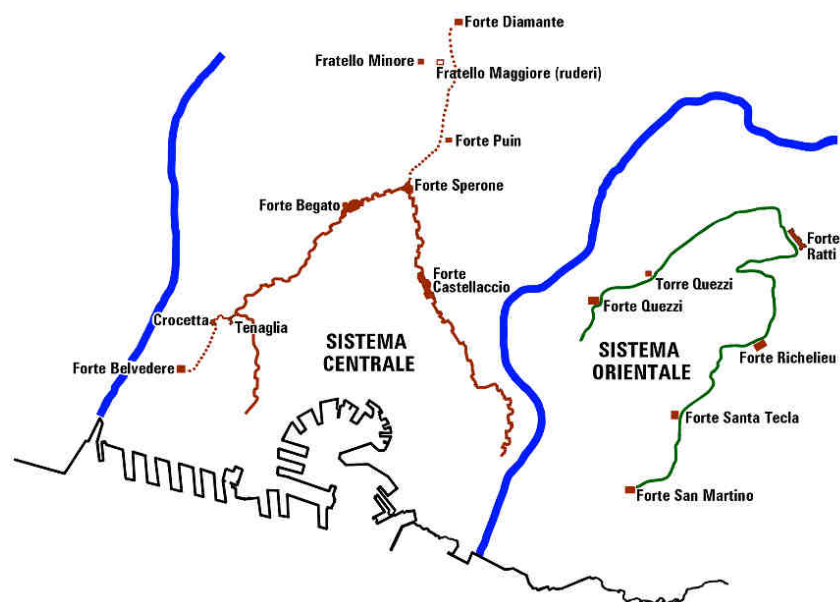 Forte Diamante
Fratello Minore
Fratello Maggiore (ruderi)
Forte Puin
Forte Sperone
Forte Begato
Forte
Ratti
Forte
Castellaccio
Torre Quezzi
Forte Quezzi
Crocetta
Tenaglia
SISTEMA
CENTRALE
SISTEMA
ORIENTALE
Forte Richelieu
Forte Belvedere
Forte Santa Tecla
Forte San Martino